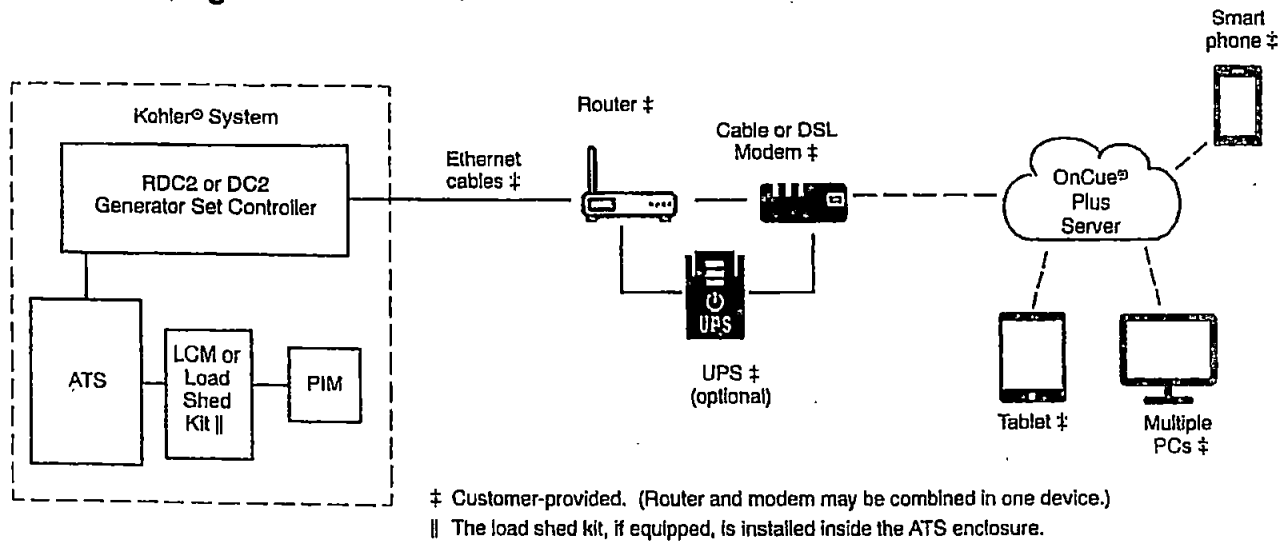 Kohler® System
RDC2 or DC2
Generator Set Controller
ATS
LCM or
Load
Shed
Kit ||
PIM
Ethernet
cables ‡
Router ‡
Cable or DSL
Modem ‡
UPS
UPS ‡
(optional)
OnCue®
Plus
Server
Smart
phone ‡
Tablet ‡
Multiple
PCs ‡
‡ Customer-provided. (Router and modem may be combined in one device.)
|| The load shed kit, if equipped, is installed inside the ATS enclosure.